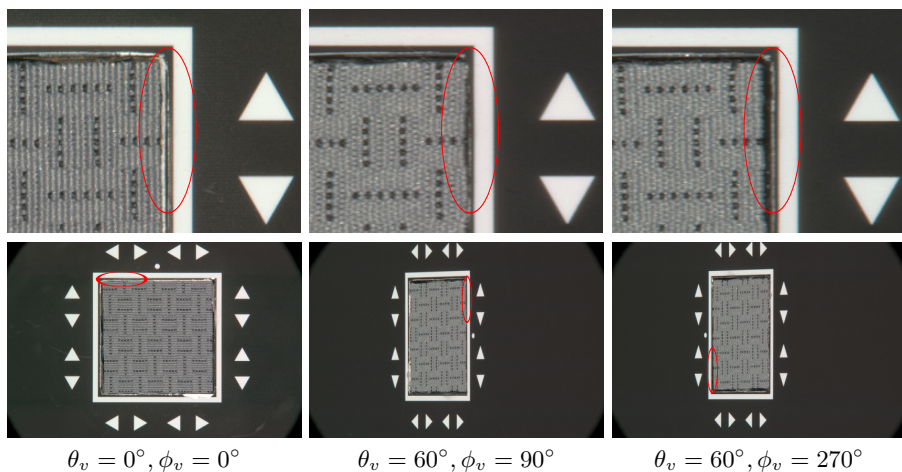 θᵥ = 0°, ϕᵥ = 0°
θᵥ = 60°, ϕᵥ = 90°
θᵥ = 60°, ϕᵥ = 270°